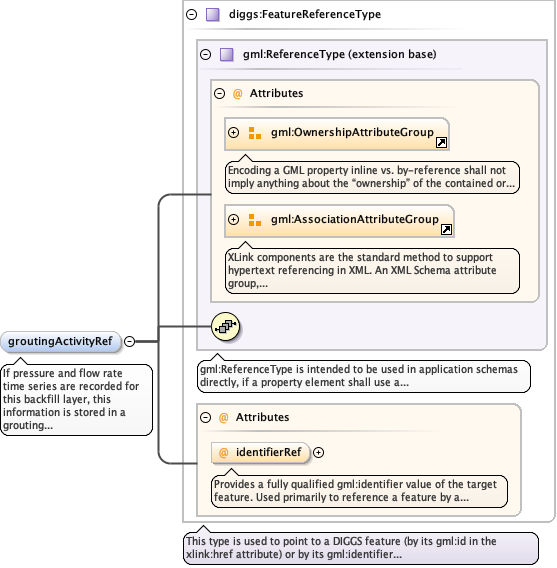 diggs:FeatureReferenceType
gml:ReferenceType (extension base)
@ Attributes
gml:OwnershipAttributeGroup
Encoding a GML property inline vs. by-reference shall not
imply anything about the “ownership” of the contained or...
gml:AssociationAttributeGroup
XLink components are the standard method to support
hypertext referencing in XML. An XML Schema attribute
group,...
groutingActivityRef
If pressure and flow rate
time series are recorded for
this backfill layer, this
information is stored in a
grouting...
gml:ReferenceType is intended to be used in application schemas
directly, if a property element shall use a...
@ Attributes
@ identifierRef
Provides a fully qualified gml:identifier value of the target
feature. Used primarily to reference a feature by a...
This type is used to point to a DIGGS feature (by its gml:id in the
xlink:href attribute) or by its gml:identifier...